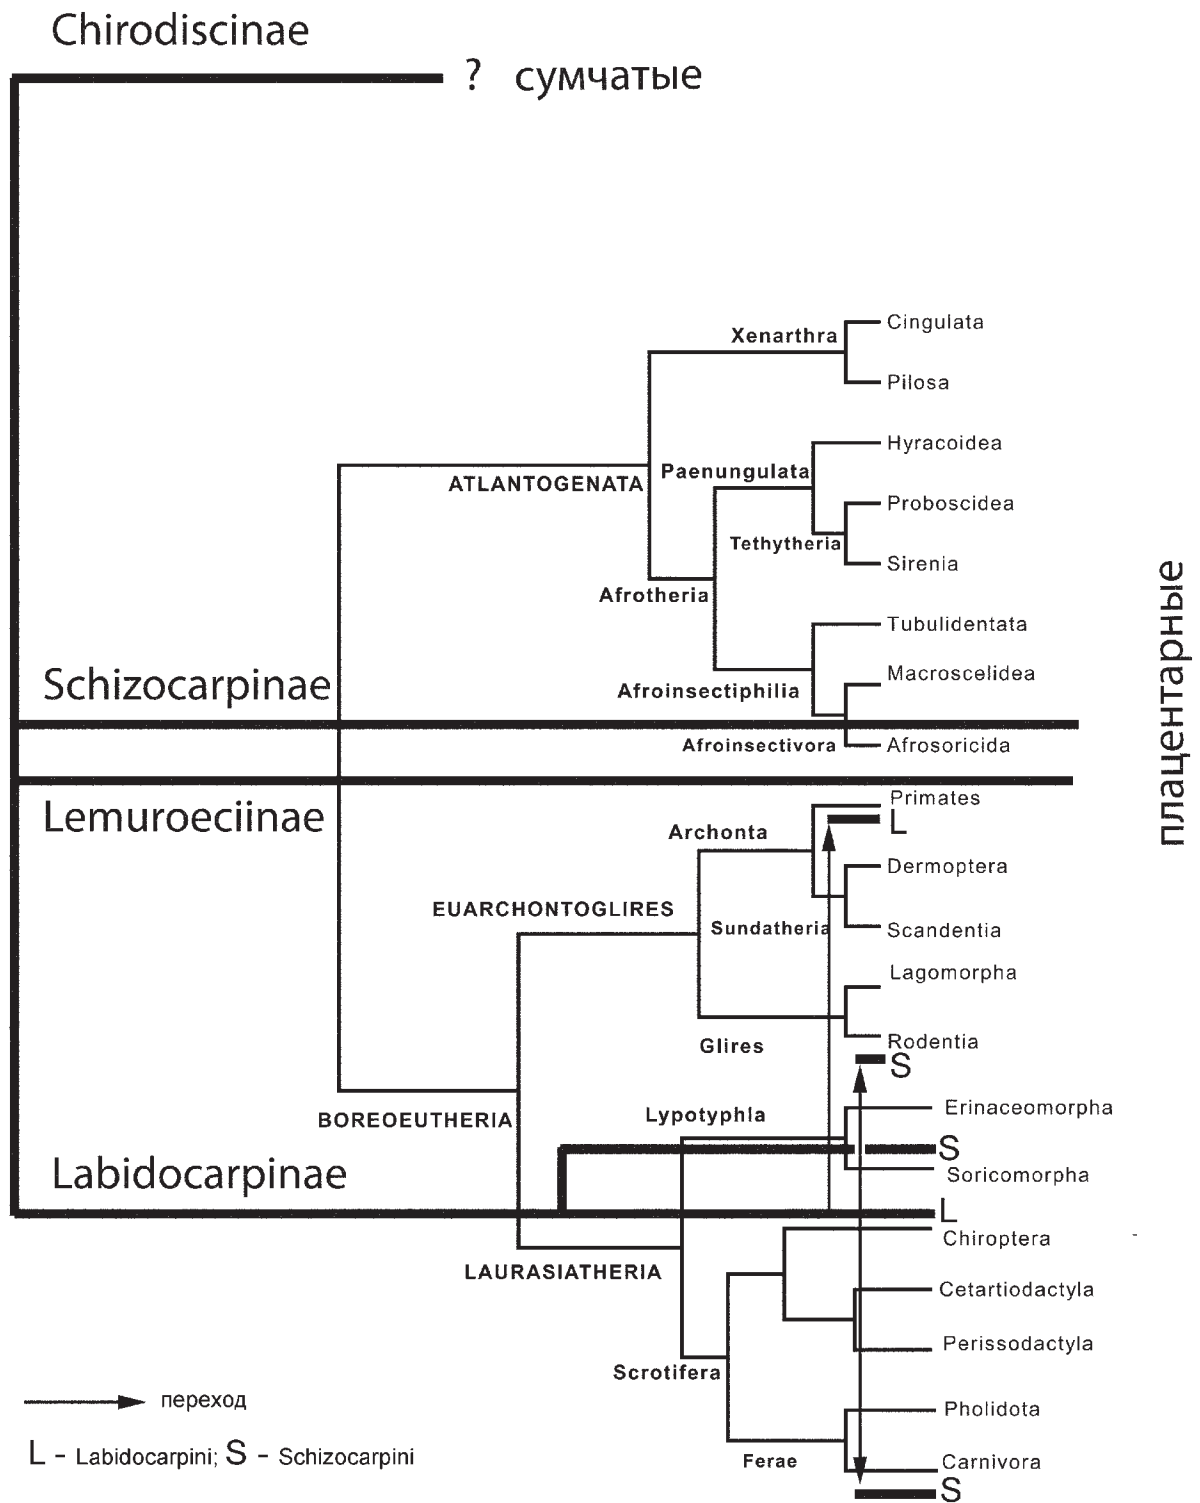 Chirodiscinae
? сумчатые
Cingulata
Xenarthra
Pilosa
Hyracoidea
Paenungulata
ATLANTOGENATA
Proboscidea
Tethytheria
Sirenia
Afrotheria
Tubulidentata
Macroscelidea
Schizocarpinae
Afroinsectiphilia
Afroinsectivora
Afrosoricida
плацентарные
Primates
L
Lemuroeciinae
Archonta
Dermoptera
EUARCHONTOGLIRES
Sundatheria
Scandentia
Lagomorpha
Rodentia
Glires
S
Erinaceomorpha
Lypotyphla
BOREOEUTHERIA
S
Labidocarpinae
Soricomorpha
L
Chiroptera
LAURASIATHERIA
Cetartiodactyla
Perissodactyla
Scrotifera
переход
Pholidota
L - Labidocarpini; S - Schizocarpini
Ferae
Carnivora
S